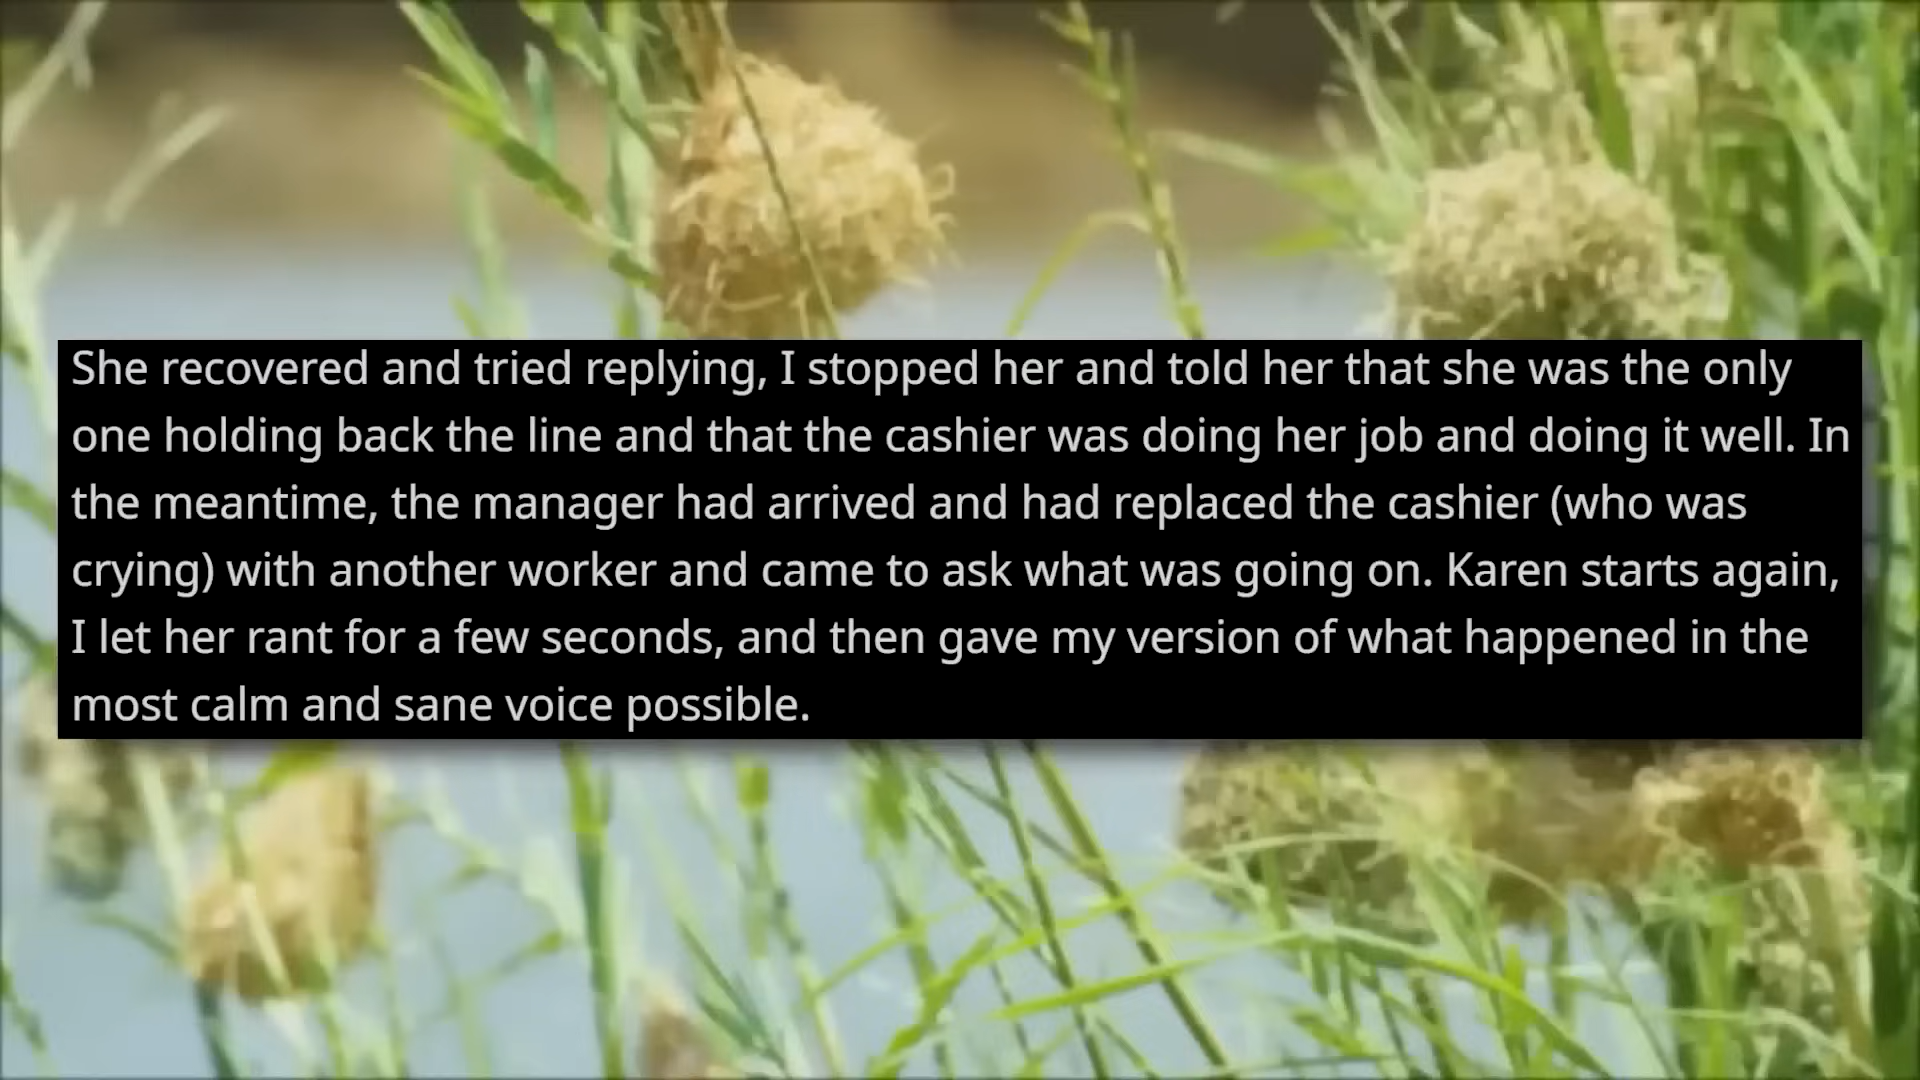 She recovered and tried replying, I stopped her and told her that she was the only
one holding back the line and that the cashier was doing her job and doing it well. In
the meantime, the manager had arrived and had replaced the cashier (who was
crying) with another worker and came to ask what was going on. Karen starts again,
I let her rant for a few seconds, and then gave my version of what happened in the
most calm and sane voice possible.